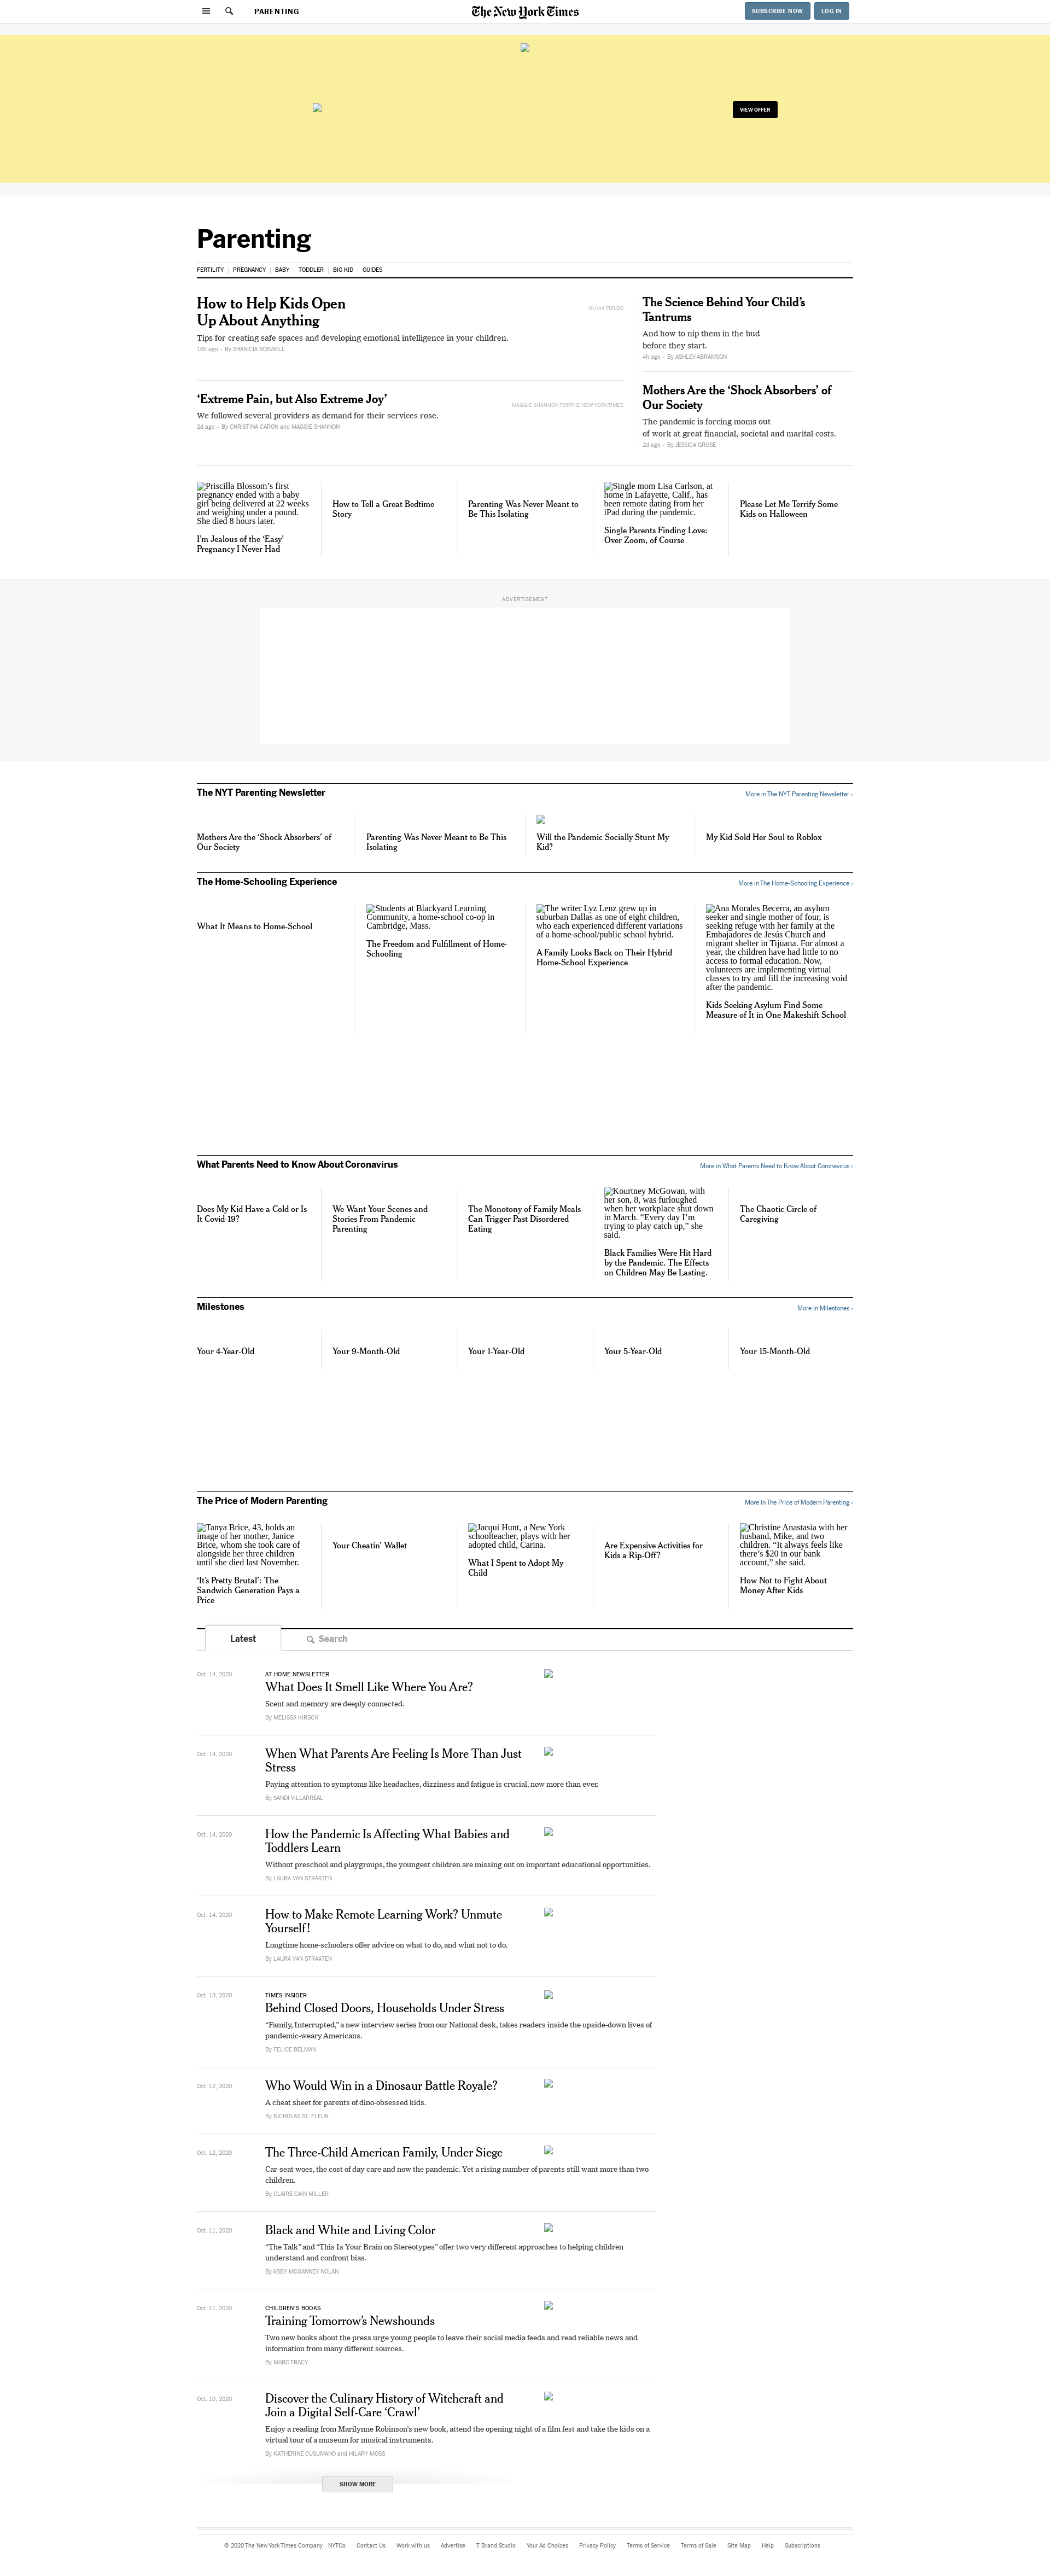 PARENTING
The New York Times
SUBSCRIBE NOW
LOG IN
VIEW OFFER
Parenting
FERTILITY
PREGNANCY
BABY
TODDLER
BIG KID
GUIDES
How to Help Kids Open
Up About Anything
Tips for creating safe spaces and developing emotional intelligence in your children.
18h ago • By SHANICIA BOSWELL
OLIVIA FIELDS
‘Extreme Pain, but Also Extreme Joy’
We followed several providers as demand for their services rose.
2d ago • By CHRISTINA CARON and MAGGIE SHANNON
MAGGIE SHANNON FOR THE NEW YORK TIMES
The Science Behind Your Child’s
Tantrums
And how to nip them in the bud
before they start.
4h ago • By ASHLEY ABRAMSON
Mothers Are the ‘Shock Absorbers’ of
Our Society
The pandemic is forcing moms out
of work at great financial, societal and marital costs.
2d ago • By JESSICA GROSE
Priscilla Blossom’s first
pregnancy ended with a baby
girl being delivered at 22 weeks
and weighing under a pound.
She died 8 hours later.
I’m Jealous of the ‘Easy’
Pregnancy I Never Had
How to Tell a Great Bedtime
Story
Parenting Was Never Meant to
Be This Isolating
Single mom Lisa Carlson, at
home in Lafayette, Calif., has
been remote dating from her
iPad during the pandemic.
Single Parents Finding Love:
Over Zoom, of Course
Please Let Me Terrify Some
Kids on Halloween
ADVERTISEMENT
The NYT Parenting Newsletter
More in The NYT Parenting Newsletter ›
Mothers Are the ‘Shock Absorbers’ of
Our Society
Parenting Was Never Meant to Be This
Isolating
Will the Pandemic Socially Stunt My
Kid?
My Kid Sold Her Soul to Roblox
The Home-Schooling Experience
More in The Home-Schooling Experience ›
What It Means to Home-School
Students at Blackyard Learning
Community, a home-school co-op in
Cambridge, Mass.
The Freedom and Fulfillment of Home-
Schooling
The writer Lyz Lenz grew up in
suburban Dallas as one of eight children,
who each experienced different variations
of a home-school/public school hybrid.
A Family Looks Back on Their Hybrid
Home-School Experience
Ana Morales Becerra, an asylum
seeker and single mother of four, is
seeking refuge with her family at the
Embajadores de Jesús Church and
migrant shelter in Tijuana. For almost a
year, the children have had little to no
access to formal education. Now,
volunteers are implementing virtual
classes to try and fill the increasing void
after the pandemic.
Kids Seeking Asylum Find Some
Measure of It in One Makeshift School
What Parents Need to Know About Coronavirus
More in What Parents Need to Know About Coronavirus ›
Does My Kid Have a Cold or Is
It Covid-19?
We Want Your Scenes and
Stories From Pandemic
Parenting
The Monotony of Family Meals
Can Trigger Past Disordered
Eating
Kourtney McGowan, with
her son, 8, was furloughed
when her workplace shut down
in March. “Every day I’m
trying to play catch up,” she
said.
Black Families Were Hit Hard
by the Pandemic. The Effects
on Children May Be Lasting.
The Chaotic Circle of
Caregiving
Milestones
More in Milestones ›
Your 4-Year-Old
Your 9-Month-Old
Your 1-Year-Old
Your 5-Year-Old
Your 15-Month-Old
The Price of Modern Parenting
More in The Price of Modern Parenting ›
Tanya Brice, 43, holds an
image of her mother, Janice
Brice, whom she took care of
alongside her three children
until she died last November.
‘It’s Pretty Brutal’: The
Sandwich Generation Pays a
Price
Your Cheatin’ Wallet
Jacqui Hunt, a New York
schoolteacher, plays with her
adopted child, Carina.
What I Spent to Adopt My
Child
Are Expensive Activities for
Kids a Rip-Off?
Christine Anastasia with her
husband, Mike, and two
children. “It always feels like
there’s $20 in our bank
account,” she said.
How Not to Fight About
Money After Kids
Latest
Search
Oct. 14, 2020
AT HOME NEWSLETTER
What Does It Smell Like Where You Are?
Scent and memory are deeply connected.
By MELISSA KIRSCH
Oct. 14, 2020
When What Parents Are Feeling Is More Than Just
Stress
Paying attention to symptoms like headaches, dizziness and fatigue is crucial, now more than ever.
By SANDI VILLARREAL
Oct. 14, 2020
How the Pandemic Is Affecting What Babies and
Toddlers Learn
Without preschool and playgroups, the youngest children are missing out on important educational opportunities.
By LAURA VAN STRAATEN
Oct. 14, 2020
How to Make Remote Learning Work? Unmute
Yourself!
Longtime home-schoolers offer advice on what to do, and what not to do.
By LAURA VAN STRAATEN
Oct. 13, 2020
TIMES INSIDER
Behind Closed Doors, Households Under Stress
“Family, Interrupted,” a new interview series from our National desk, takes readers inside the upside-down lives of
pandemic-weary Americans.
By FELICE BELMAN
Oct. 12, 2020
Who Would Win in a Dinosaur Battle Royale?
A cheat sheet for parents of dino-obsessed kids.
By NICHOLAS ST. FLEUR
Oct. 12, 2020
The Three-Child American Family, Under Siege
Car-seat woes, the cost of day care and now the pandemic. Yet a rising number of parents still want more than two
children.
By CLAIRE CAIN MILLER
Oct. 11, 2020
Black and White and Living Color
“The Talk” and “This Is Your Brain on Stereotypes” offer two very different approaches to helping children
understand and confront bias.
By ABBY MCGANNEY NOLAN
Oct. 11, 2020
CHILDREN’S BOOKS
Training Tomorrow’s Newshounds
Two new books about the press urge young people to leave their social media feeds and read reliable news and
information from many different sources.
By MARC TRACY
Oct. 10, 2020
Discover the Culinary History of Witchcraft and
Join a Digital Self-Care ‘Crawl’
Enjoy a reading from Marilynne Robinson’s new book, attend the opening night of a film fest and take the kids on a
virtual tour of a museum for musical instruments.
By KATHERINE CUSUMANO and HILARY MOSS
SHOW MORE
© 2020 The New York Times Company
NYTCo
Contact Us
Work with us
Advertise
T Brand Studio
Your Ad Choices
Privacy Policy
Terms of Service
Terms of Sale
Site Map
Help
Subscriptions